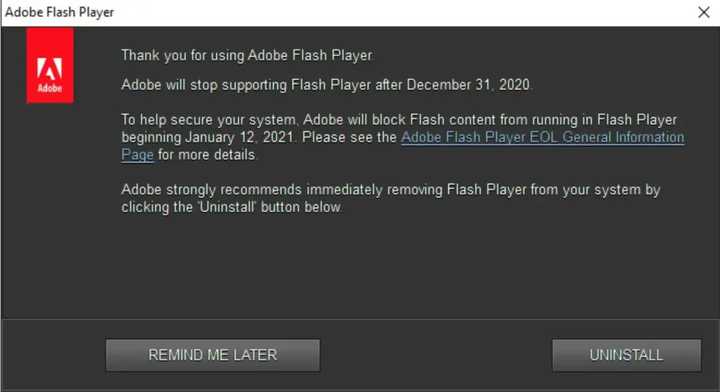 Adobe Flash Player
Adobe
Thank you for using Adobe Flash Player.
Adobe will stop supporting Flash Player after December 31, 2020.
To help secure your system, Adobe will block Flash content from running in Flash Player
beginning January 12, 2021. Please see the Adobe Flash Player EOL General Information
Page for more details.
Adobe strongly recommends immediately removing Flash Player from your system by
clicking the 'Uninstall' button below.
REMIND ME LATER
UNINSTALL